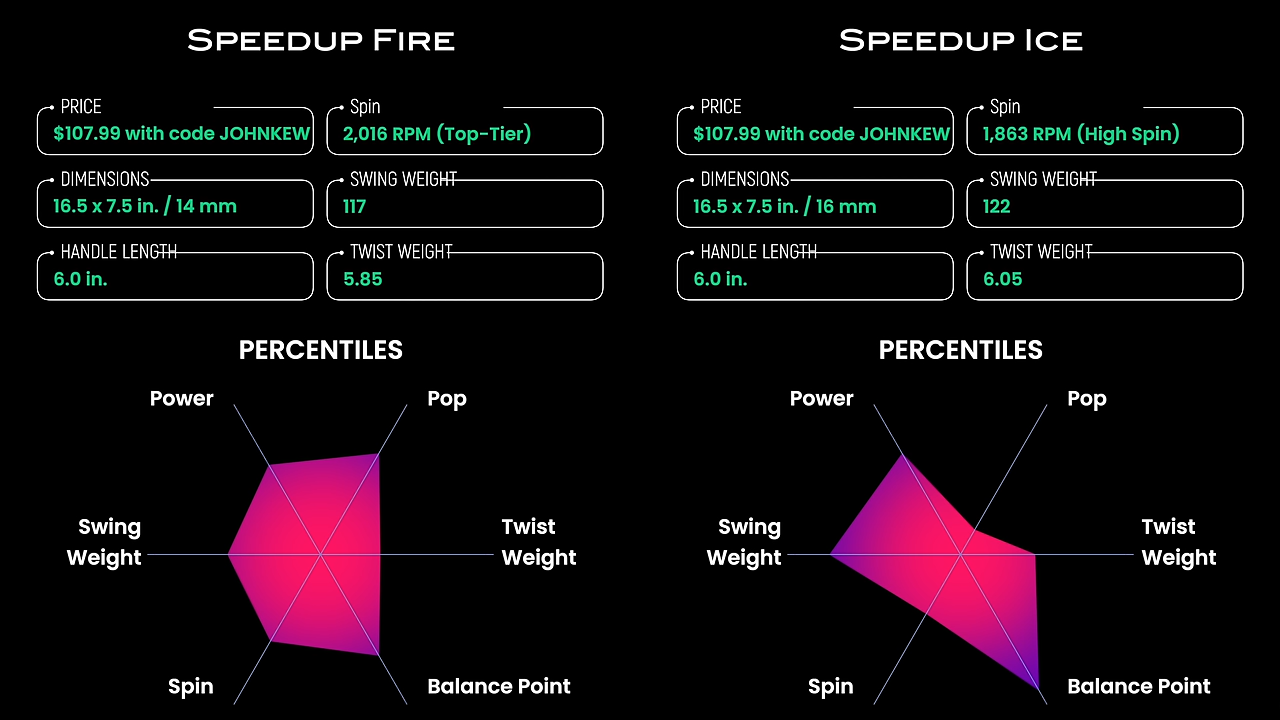 Speedup Fire
PRICE
$107.99 with code JOHNKEW
Spin
2,016 RPM (Top-Tier)
DIMENSIONS
16.5 x 7.5 in. / 14 mm
SWING WEIGHT
117
HANDLE LENGTH
6.0 in.
TWIST WEIGHT
5.85
PERCENTILES
Power
Pop
Swing
Weight
Twist
Weight
Spin
Balance Point
Speedup Ice
PRICE
$107.99 with code JOHNKEW
Spin
1,863 RPM (High Spin)
DIMENSIONS
16.5 x 7.5 in. / 16 mm
SWING WEIGHT
122
HANDLE LENGTH
6.0 in.
TWIST WEIGHT
6.05
PERCENTILES
Power
Pop
Swing
Weight
Twist
Weight
Spin
Balance Point